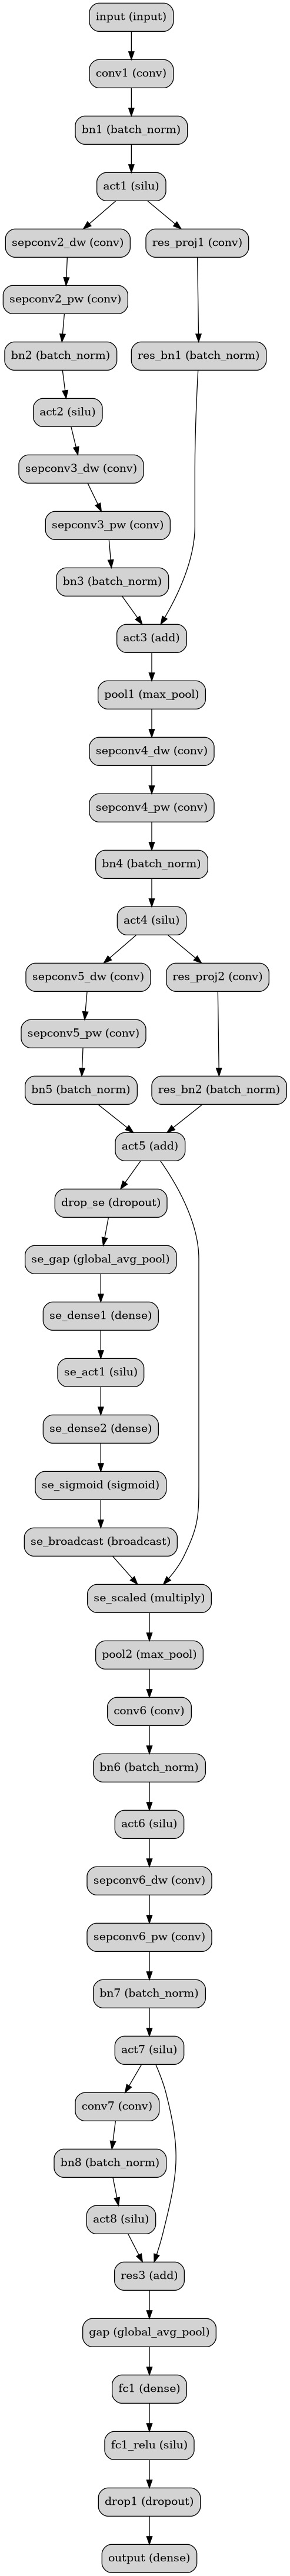 input (input)
conv1 (conv)
bn1 (batch_norm)
act1 (silu)
sepconv2_dw (conv)
res_proj1 (conv)
sepconv2_pw (conv)
bn2 (batch_norm)
res_bn1 (batch_norm)
act2 (silu)
sepconv3_dw (conv)
sepconv3_pw (conv)
bn3 (batch_norm)
act3 (add)
pool1 (max_pool)
sepconv4_dw (conv)
sepconv4_pw (conv)
bn4 (batch_norm)
act4 (silu)
sepconv5_dw (conv)
res_proj2 (conv)
sepconv5_pw (conv)
bn5 (batch_norm)
res_bn2 (batch_norm)
act5 (add)
drop_se (dropout)
se_gap (global_avg_pool)
se_dense1 (dense)
se_act1 (silu)
se_dense2 (dense)
se_sigmoid (sigmoid)
se_broadcast (broadcast)
se_scaled (multiply)
pool2 (max_pool)
conv6 (conv)
bn6 (batch_norm)
act6 (silu)
sepconv6_dw (conv)
sepconv6_pw (conv)
bn7 (batch_norm)
act7 (silu)
conv7 (conv)
bn8 (batch_norm)
act8 (silu)
res3 (add)
gap (global_avg_pool)
fc1 (dense)
fc1_relu (silu)
drop1 (dropout)
output (dense)